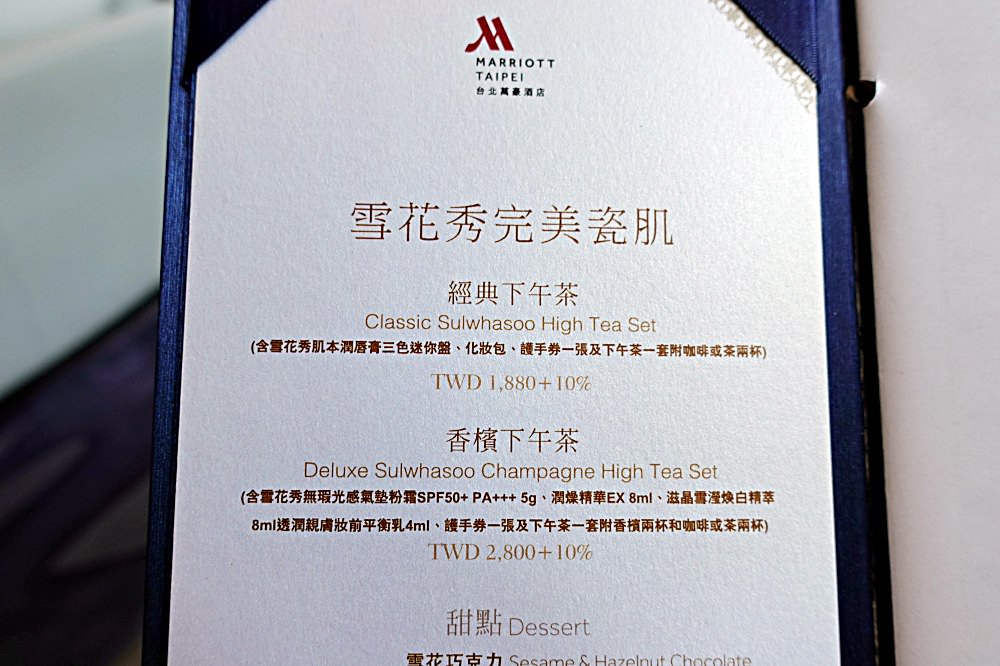 MARRIOTT
TAIPEI
台北萬豪酒店
雪花秀完美瓷肌
經典下午茶
Classic Sulwhasoo High Tea Set
(含雪花秀肌本潤唇膏三色迷你盤、化妝包、護手券一張及下午茶一套附咖啡或茶兩杯)
TWD 1,880+10%
香檳下午茶
Deluxe Sulwhasoo Champagne High Tea Set
(含雪花秀無瑕光感氣墊粉霜SPF50+ PA+++ 5g、潤燥精華EX 8ml、滋晶雪瀅煥白精萃
8ml透潤親膚妝前平衡乳4ml、護手券一張及下午茶一套附香檳兩杯和咖啡或茶兩杯)
TWD 2,800+10%
甜點 Dessert
雪花巧克力 Sesame & Hazelnut Chocolate